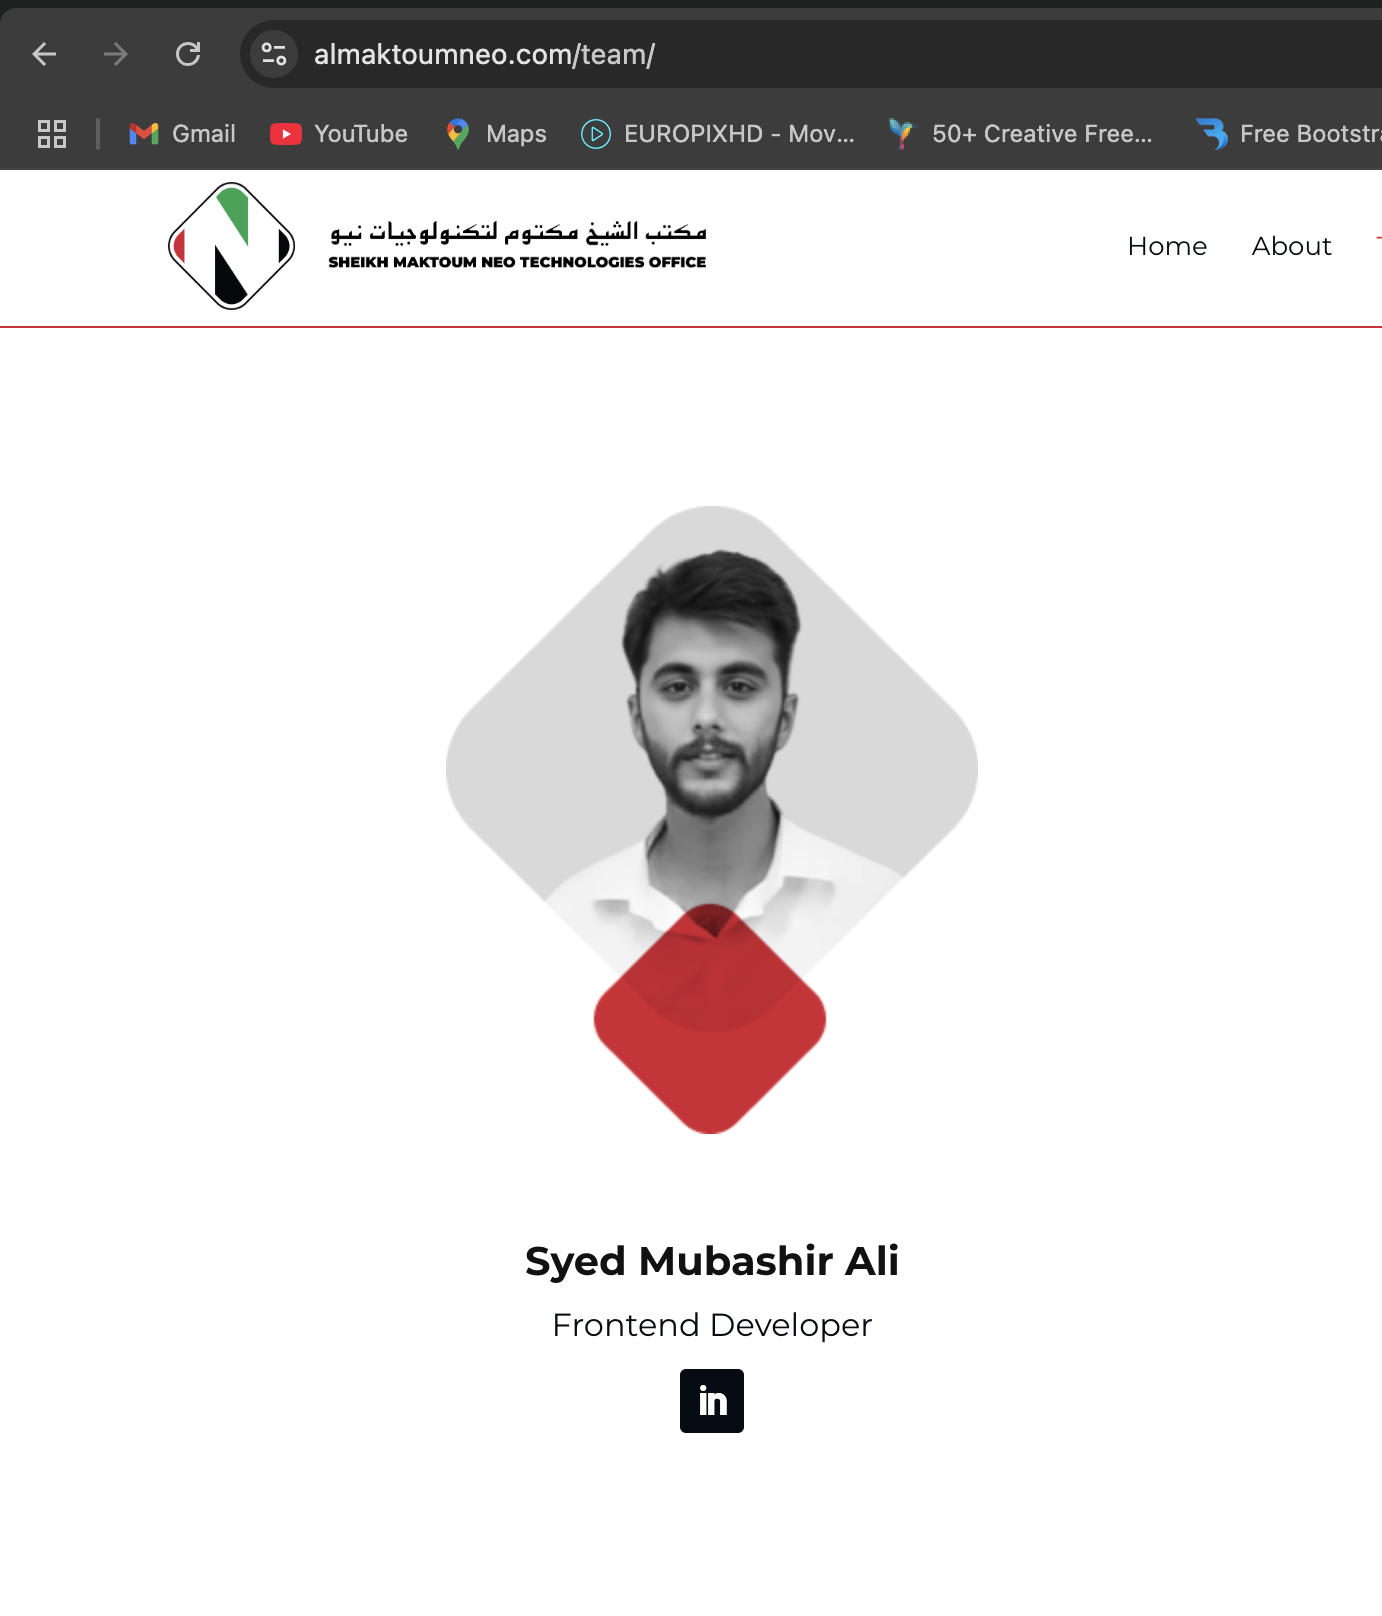 almaktoumneo.com/team/
Gmail YouTube Maps EUROPIXHD - Mov... 50+ Creative Free... Free Bootstr
مكتب الشيخ مكتوم لتكنولوجيات نيو
SHEIKH MAKTOUM NEO TECHNOLOGIES OFFICE
Home About
Syed Mubashir Ali
Frontend Developer
in